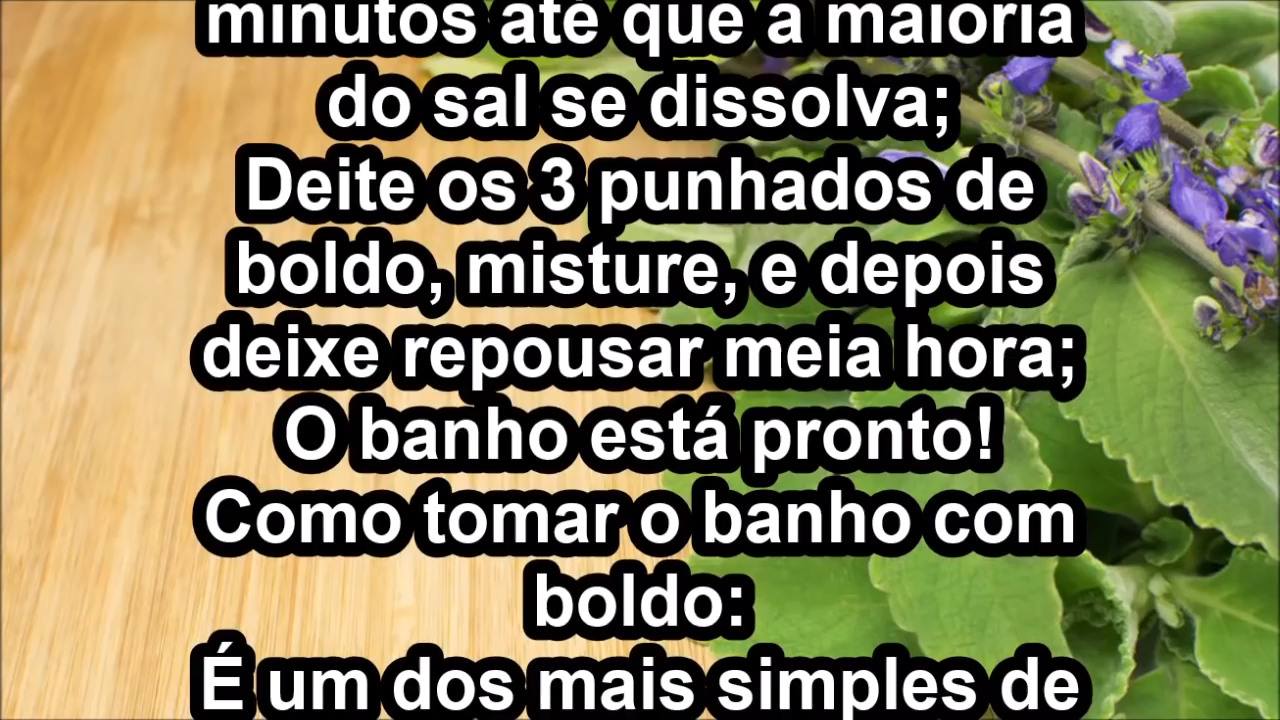 minutos até que a maioria
do sal se dissolva;
Deite os 3 punhados de
boldo, misture, e depois
deixe repousar meia hora;
O banho está pronto!
Como tomar o banho com
boldo:
É um dos mais simples de